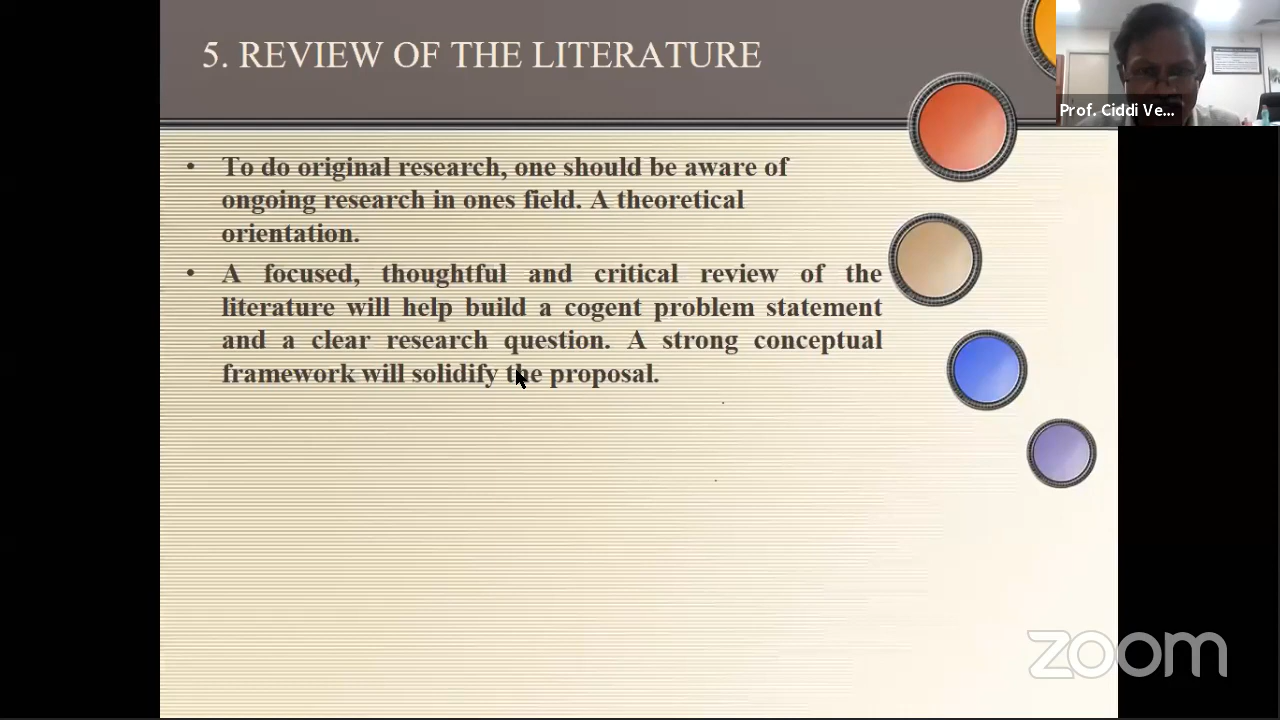 5. REVIEW OF THE LITERATURE
Prof. Ciddi Ve...
• To do original research, one should be aware of
ongoing research in ones field. A theoretical
orientation.
• A focused, thoughtful and critical review of the
literature will help build a cogent problem statement
and a clear research question. A strong conceptual
framework will solidify the proposal.
zoom